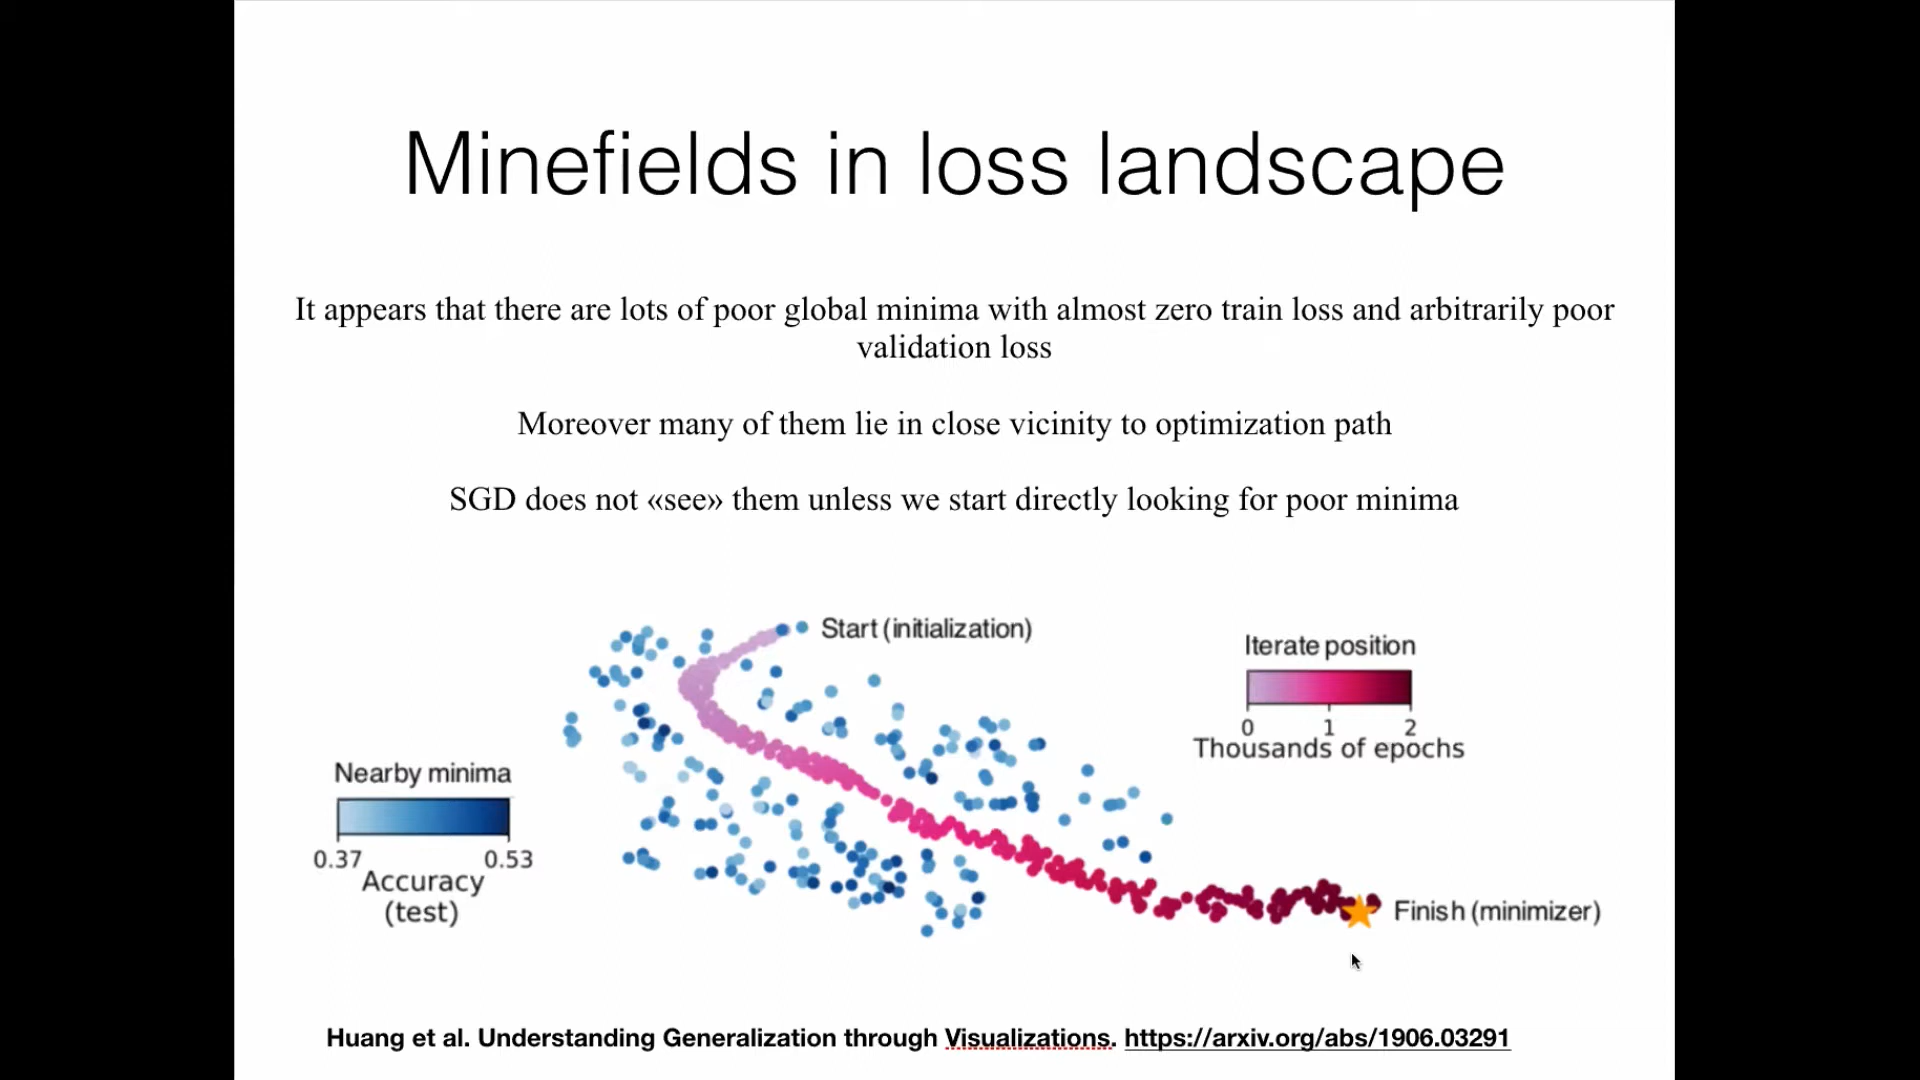 Minefields in loss landscape
It appears that there are lots of poor global minima with almost zero train loss and arbitrarily poor
validation loss
Moreover many of them lie in close vicinity to optimization path
SGD does not «see» them unless we start directly looking for poor minima
Start (initialization)
Iterate position
0 1 2
Thousands of epochs
Nearby minima
0.37 0.53
Accuracy
(test)
Finish (minimizer)
Huang et al. Understanding Generalization through Visualizations. https://arxiv.org/abs/1906.03291